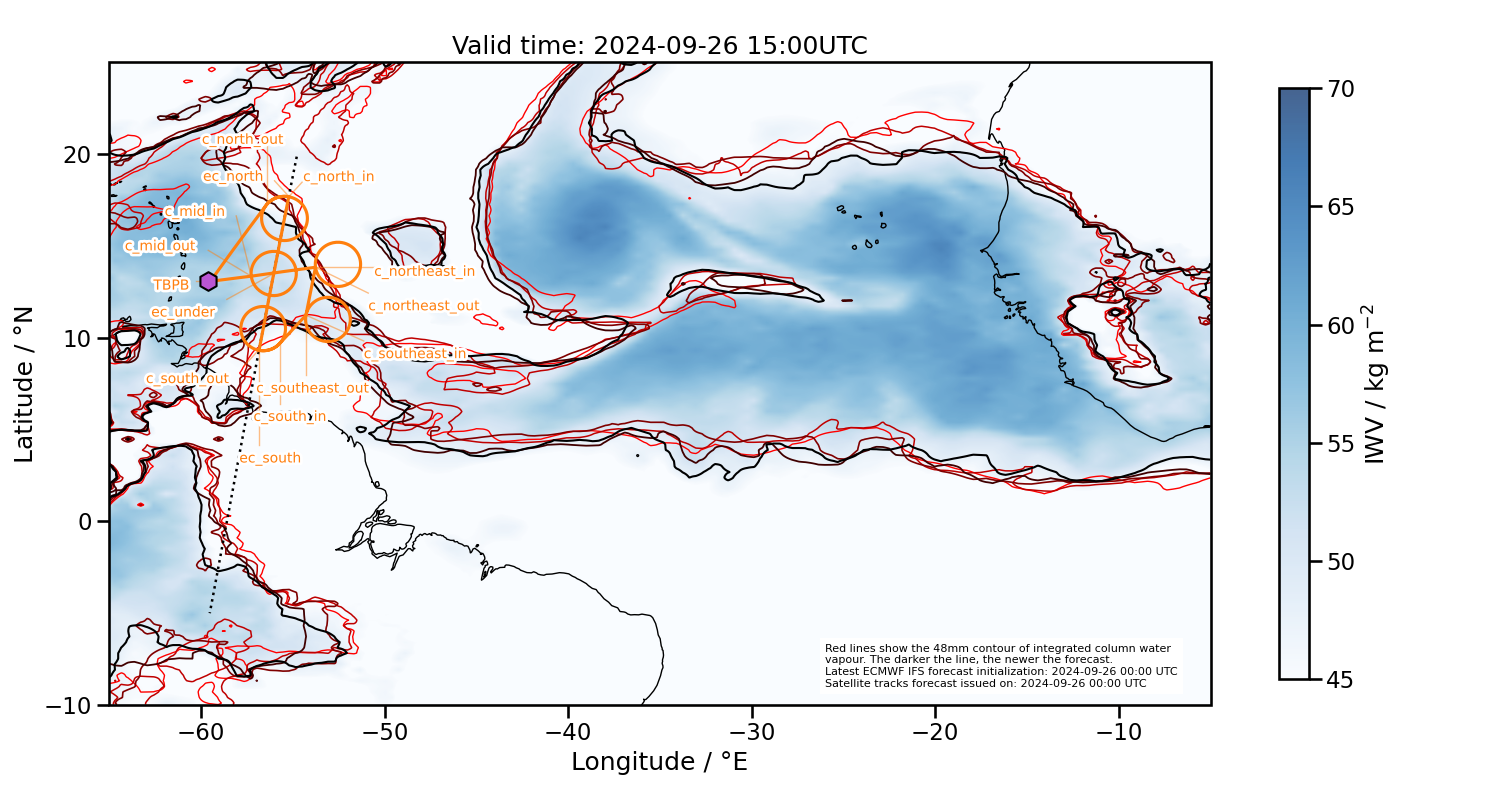 Valid time: 2024-09-26 15:00UTC
c_north_out
ec_north
c_north_in
c_mid_in
c_mid_out
TBPB
c_northeast_in
c_northeast_out
ec_under
c_southeast_in
c_south_out
c_southeast_out
c_south_in
ec_south
20
10
0
−10
Latitude / °N
−60
−50
−40
−30
−20
−10
Longitude / °E
Red lines show the 48mm contour of integrated column water
vapour. The darker the line, the newer the forecast.
Latest ECMWF IFS forecast initialization: 2024-09-26 00:00 UTC
Satellite tracks forecast issued on: 2024-09-26 00:00 UTC
70
65
60
55
50
45
IWV / kg m⁻²